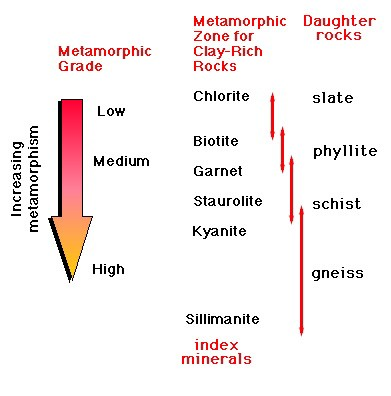 Metamorphic
Grade
Metamorphic
Zone for
Clay-Rich
Rocks
Daughter
rocks
Increasing
metamorphism
Low
Medium
High
Chlorite
Biotite
Garnet
Staurolite
Kyanite
Sillimanite
index
minerals
slate
phyllite
schist
gneiss